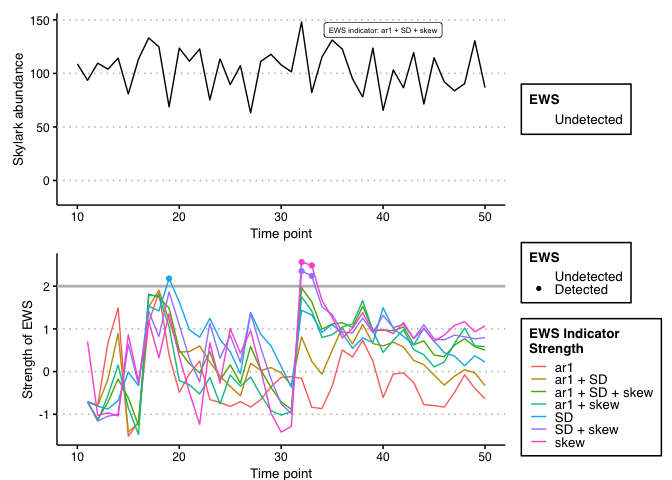 150
100
50
0
Skylark abundance
EWS indicator: ar1 + SD + skew
10
20
30
40
50
Time point
EWS
Undetected
2
1
0
-1
Strength of EWS
10
20
30
40
50
Time point
EWS
Undetected
Detected
EWS Indicator
Strength
ar1
ar1 + SD
ar1 + SD + skew
ar1 + skew
SD
SD + skew
skew